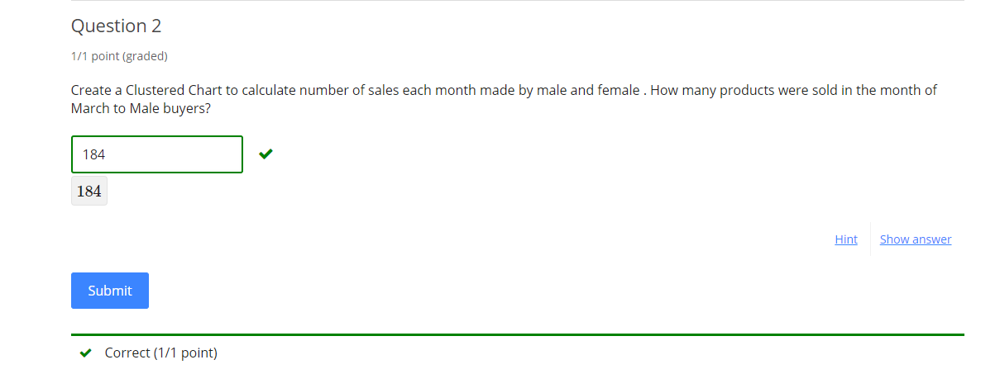 Question 2
1/1 point (graded)
Create a Clustered Chart to calculate number of sales each month made by male and female . How many products were sold in the month of
March to Male buyers?
184
184
Hint
Show answer
Submit
Correct (1/1 point)